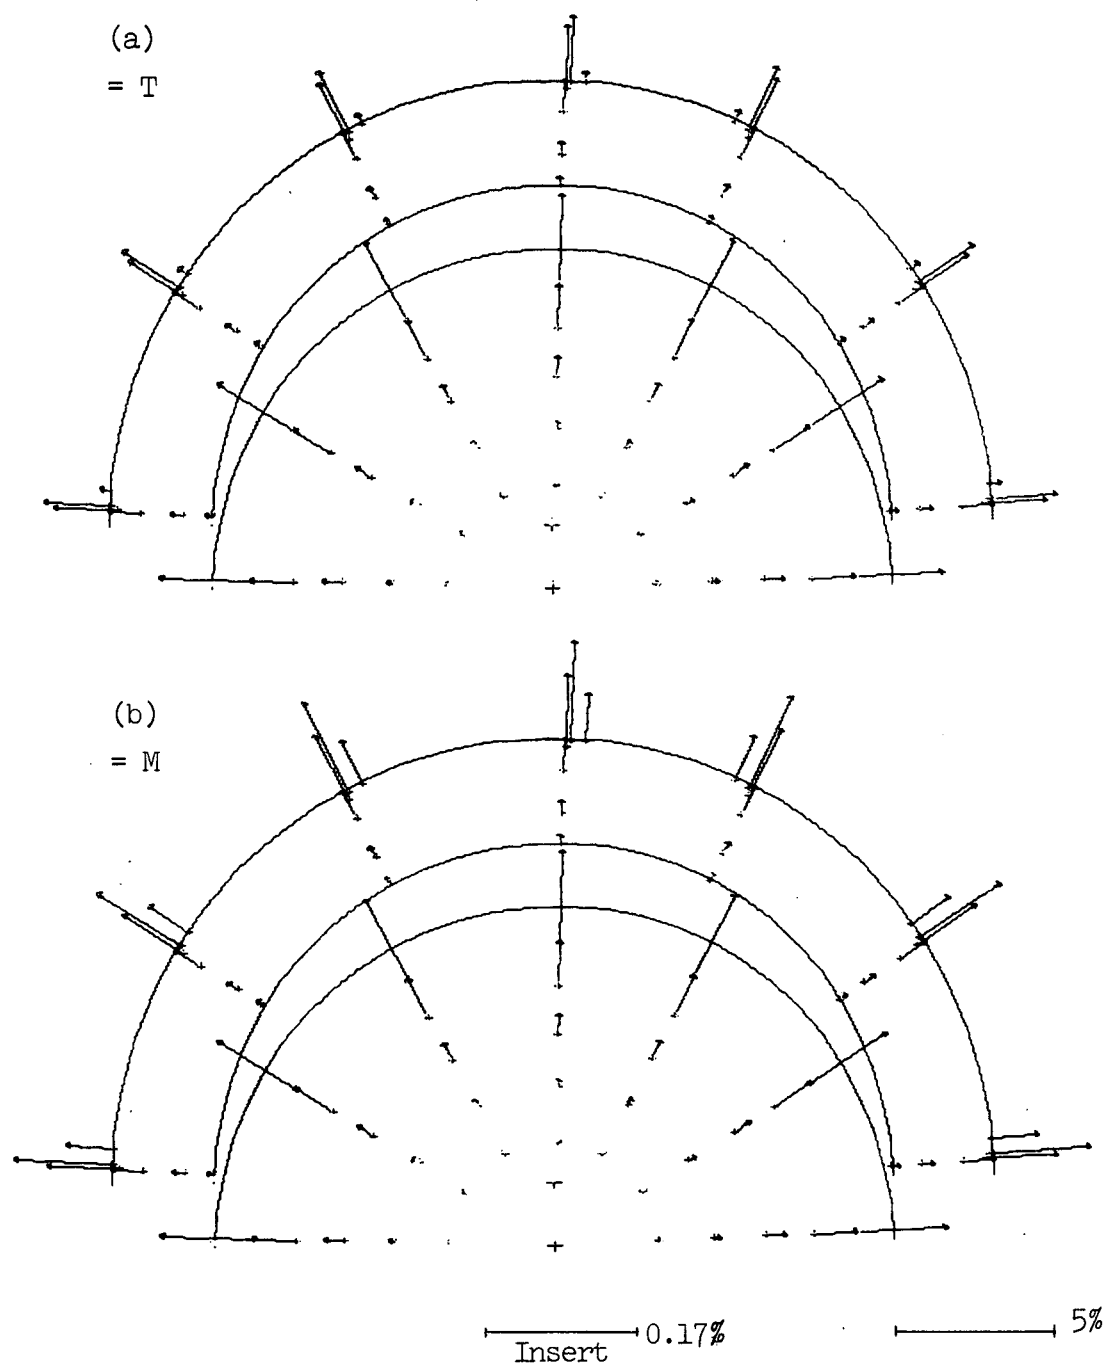 (a)
= T
(b)
= M
0.17%
Insert
5%